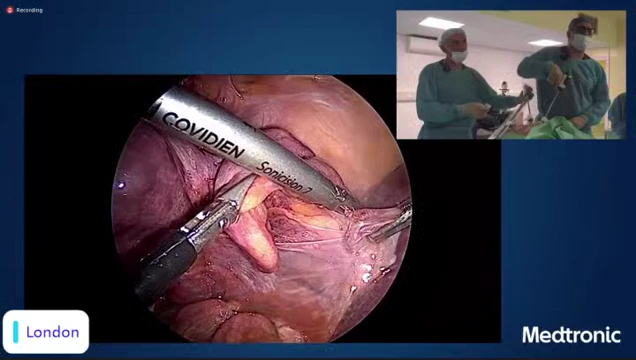 Recording
COVIDIEN
Sonicision 7
London
Medtronic